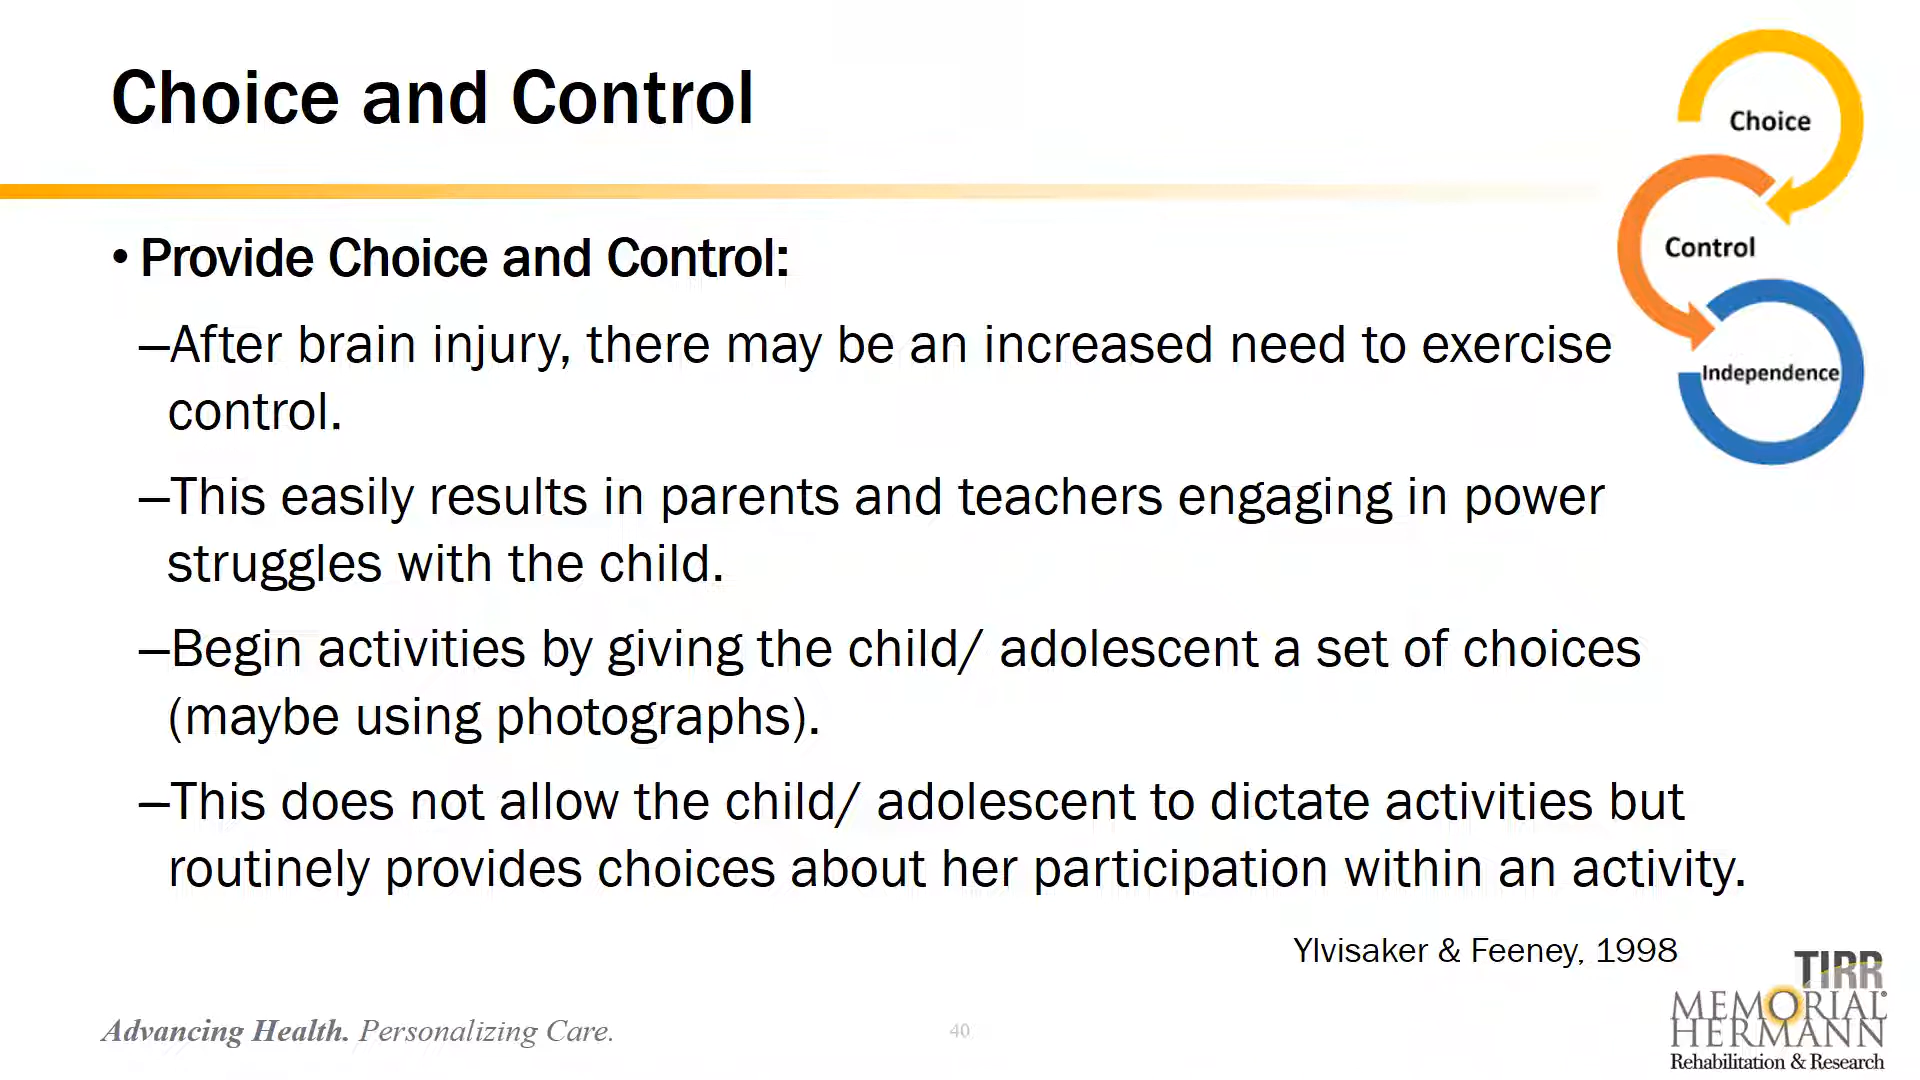 Choice and Control
Choice
Control
Independence
• Provide Choice and Control:
–After brain injury, there may be an increased need to exercise
control.
–This easily results in parents and teachers engaging in power
struggles with the child.
–Begin activities by giving the child/ adolescent a set of choices
(maybe using photographs).
–This does not allow the child/ adolescent to dictate activities but
routinely provides choices about her participation within an activity.
Ylvisaker & Feeney, 1998
Advancing Health. Personalizing Care.
40
TIRR
MEMORIAL®
HERMANN
Rehabilitation & Research